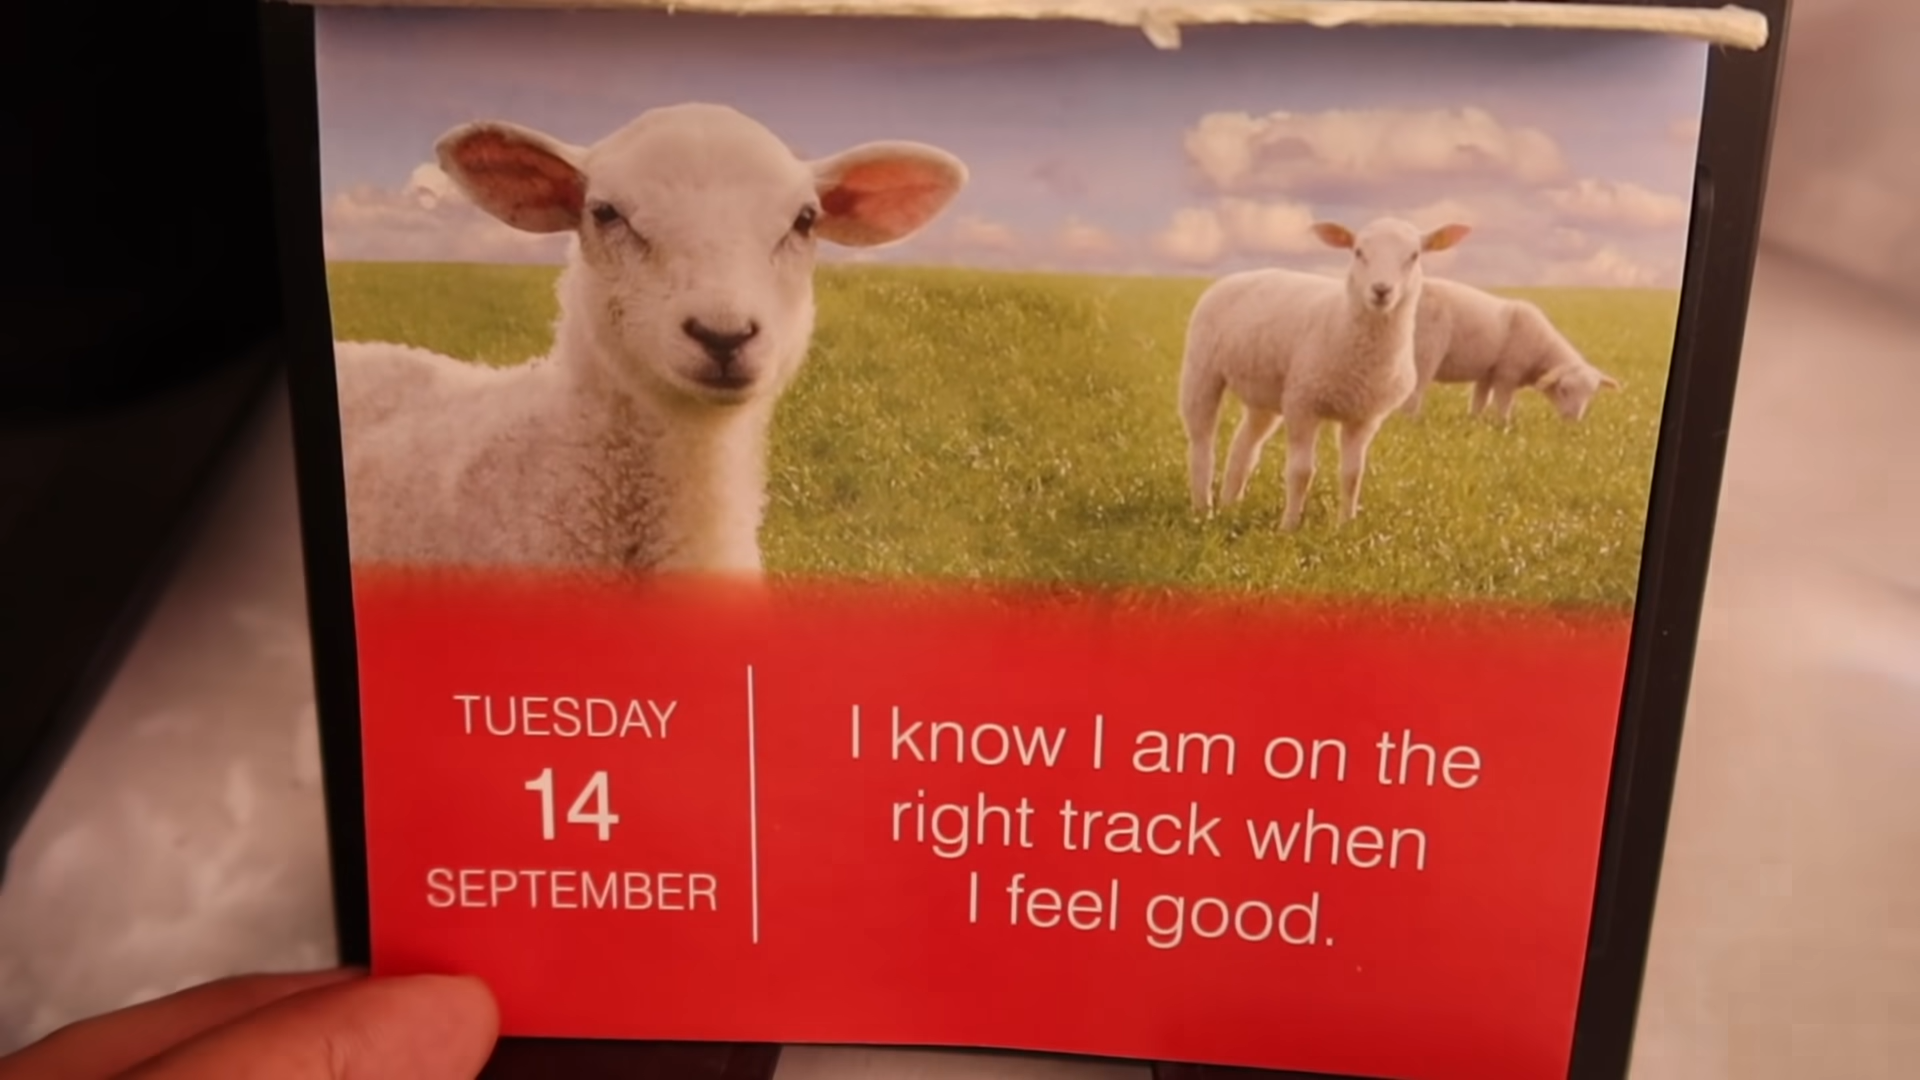 TUESDAY
14
SEPTEMBER
I know I am on the
right track when
I feel good.